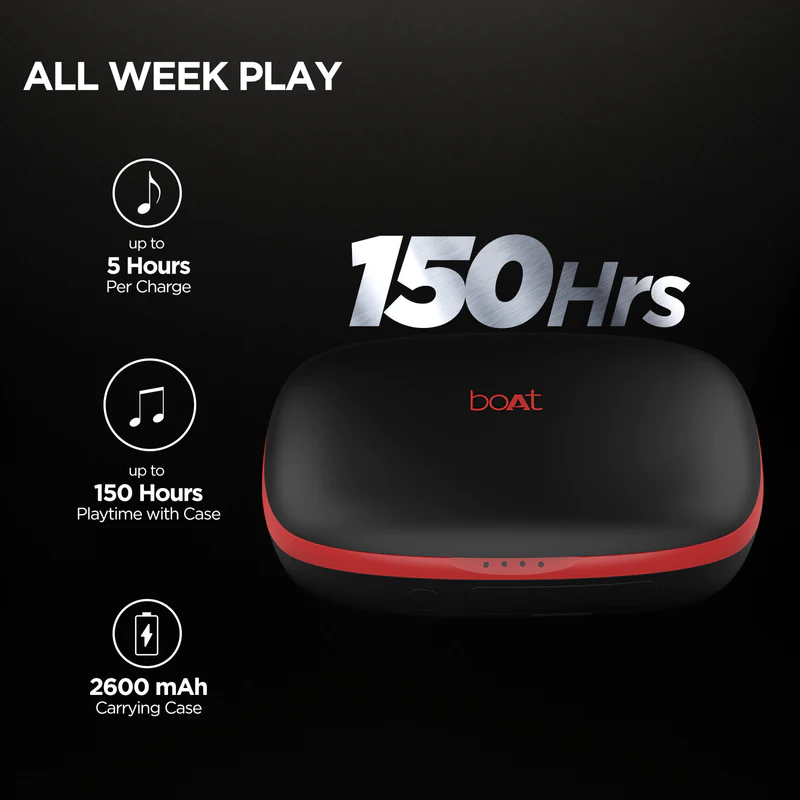 ALL WEEK PLAY
up to
5 Hours
Per Charge
150Hrs
boAt
up to
150 Hours
Playtime with Case
2600 mAh
Carrying Case